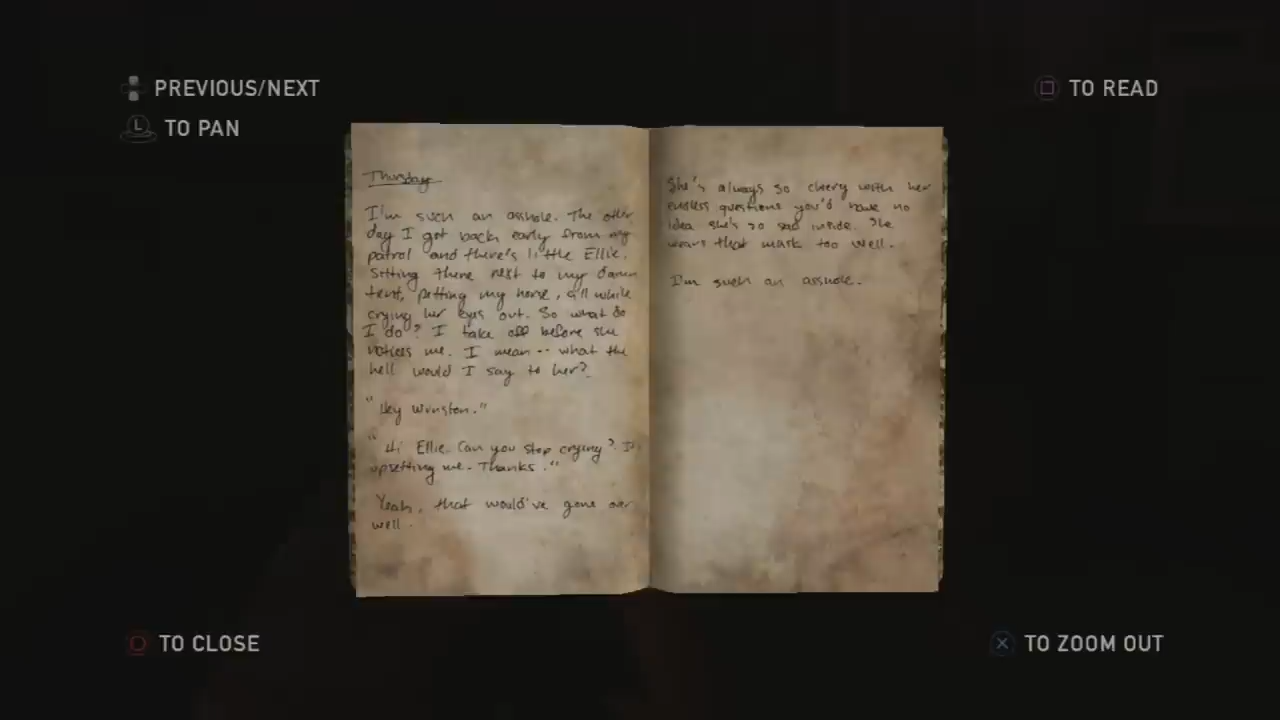 PREVIOUS/NEXT
TO PAN
TO READ
Thursday
I'm such an asshole. The other
day I got back early from my
patrol and there's little Ellie.
Sitting there next to my damn
tent, petting my horse, all while
crying her eyes out. So what do
I do? I take off before she
notices me. I mean -- what the
hell would I say to her?
"Hey Winston."
"Hi Ellie. Can you stop crying?
upsetting me. Thanks."
Yeah, that would've gone over
well.
She's always so cheery with her
endless questions you'd have no
idea she's so sad inside. She
wears that mask too well.
I'm such an asshole.
TO CLOSE
TO ZOOM OUT